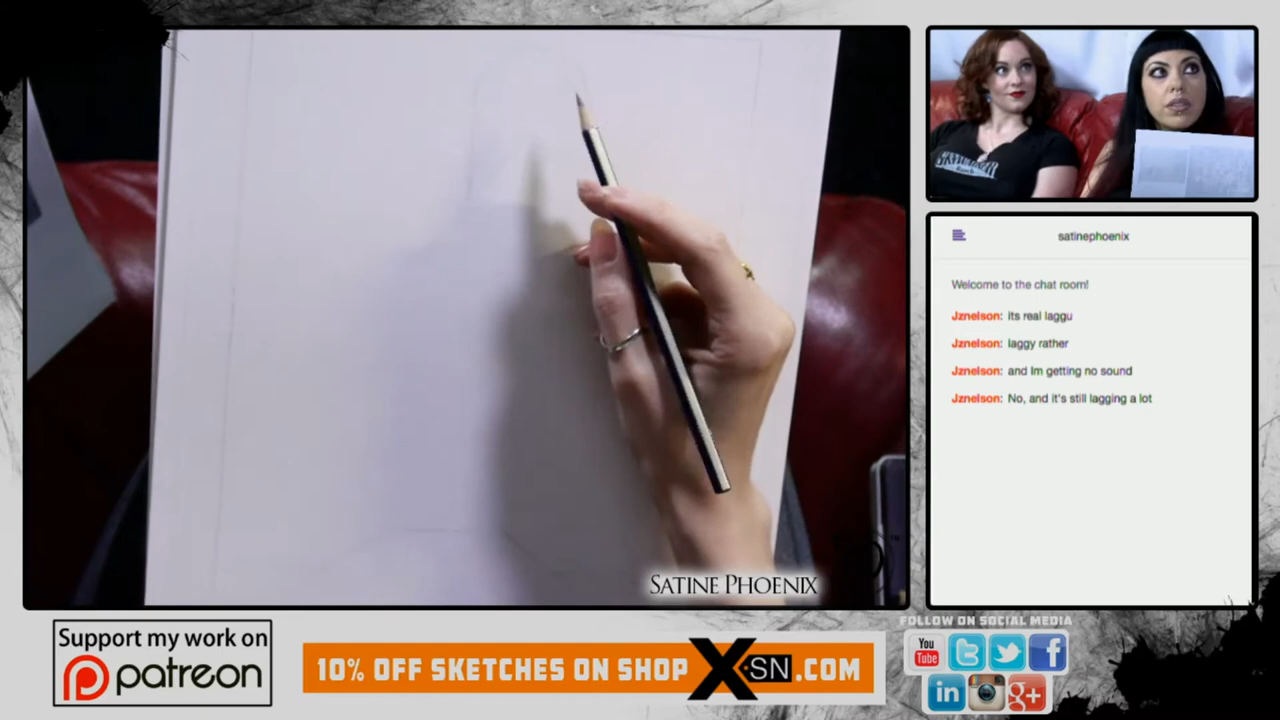 SATINE PHOENIX
satinephoenix
Welcome to the chat room!
Jznelson: its real laggu
Jznelson: laggy rather
Jznelson: and Im getting no sound
Jznelson: No, and it's still lagging a lot
Support my work on
patreon
10% OFF SKETCHES ON SHOP X-SN.COM
FOLLOW ON SOCIAL MEDIA
You
Tube
in
g+